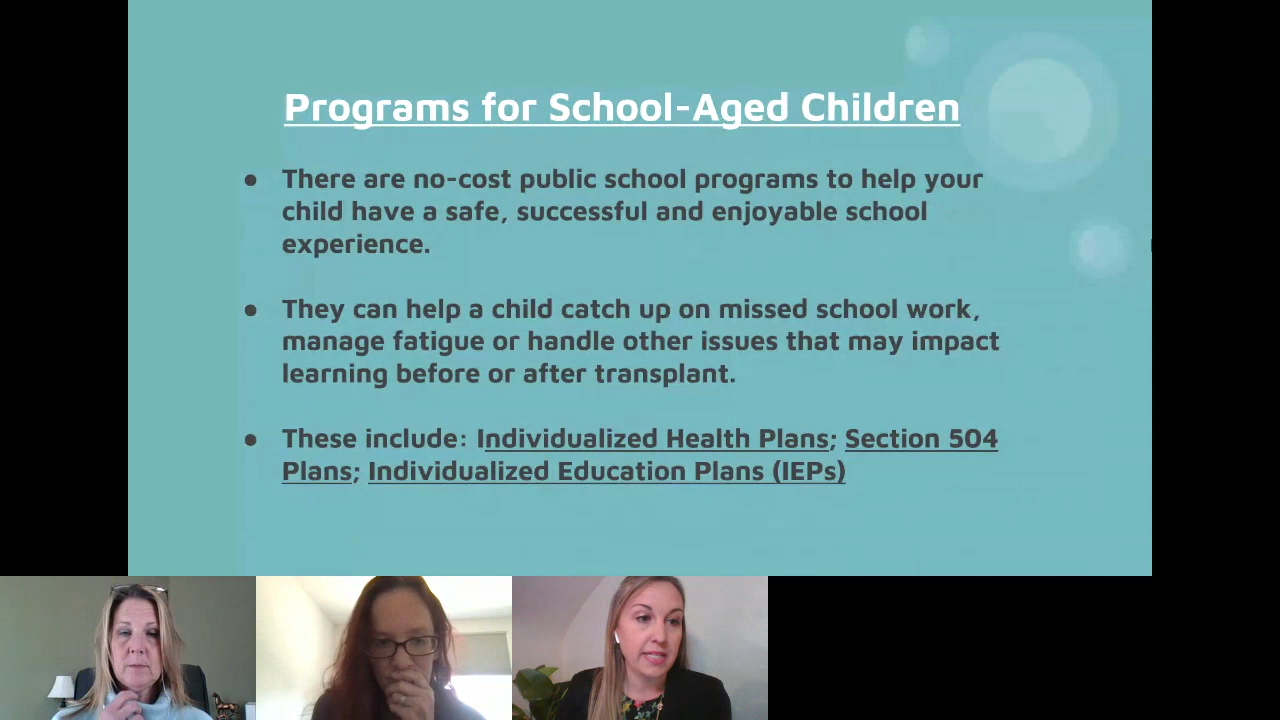 Programs for School-Aged Children
● There are no-cost public school programs to help your
child have a safe, successful and enjoyable school
experience.
● They can help a child catch up on missed school work,
manage fatigue or handle other issues that may impact
learning before or after transplant.
● These include: Individualized Health Plans; Section 504
Plans; Individualized Education Plans (IEPs)